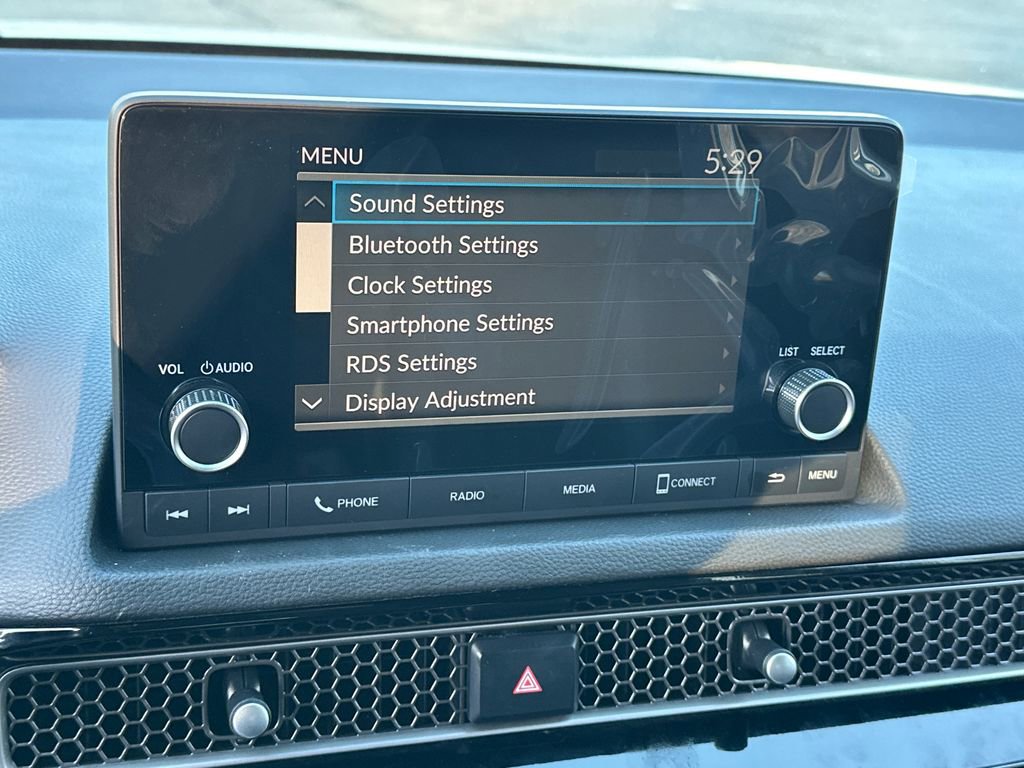 MENU
5:29
Sound Settings
Bluetooth Settings
Clock Settings
Smartphone Settings
RDS Settings
Display Adjustment
VOL AUDIO
LIST SELECT
PHONE
RADIO
MEDIA
CONNECT
MENU